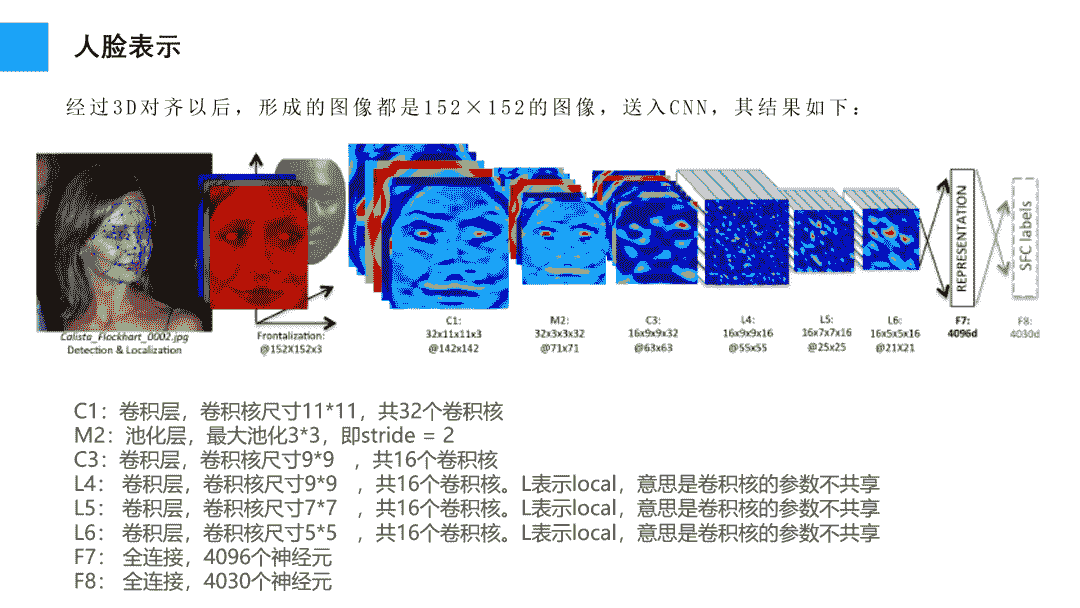 人脸表示
经过3D对齐以后，形成的图像都是152×152的图像，送入CNN，其结果如下：
Calista_Flockhart_0002.jpg
Detection & Localization
Frontalization:
@152X152x3
C1:
32x11x11x3
@142x142
M2:
32x3x3x32
@71x71
C3:
16x9x9x32
@63x63
L4:
16x9x9x16
@55x55
L5:
16x7x7x16
@25x25
L6:
16x5x5x16
@21X21
REPRESENTATION
F7:
4096d
SFC labels
F8:
4030d
C1：卷积层，卷积核尺寸11*11，共32个卷积核
M2：池化层，最大池化3*3，即stride = 2
C3：卷积层，卷积核尺寸9*9 ，共16个卷积核
L4： 卷积层，卷积核尺寸9*9 ，共16个卷积核。L表示local，意思是卷积核的参数不共享
L5： 卷积层，卷积核尺寸7*7 ，共16个卷积核。L表示local，意思是卷积核的参数不共享
L6： 卷积层，卷积核尺寸5*5 ，共16个卷积核。L表示local，意思是卷积核的参数不共享
F7： 全连接，4096个神经元
F8： 全连接，4030个神经元